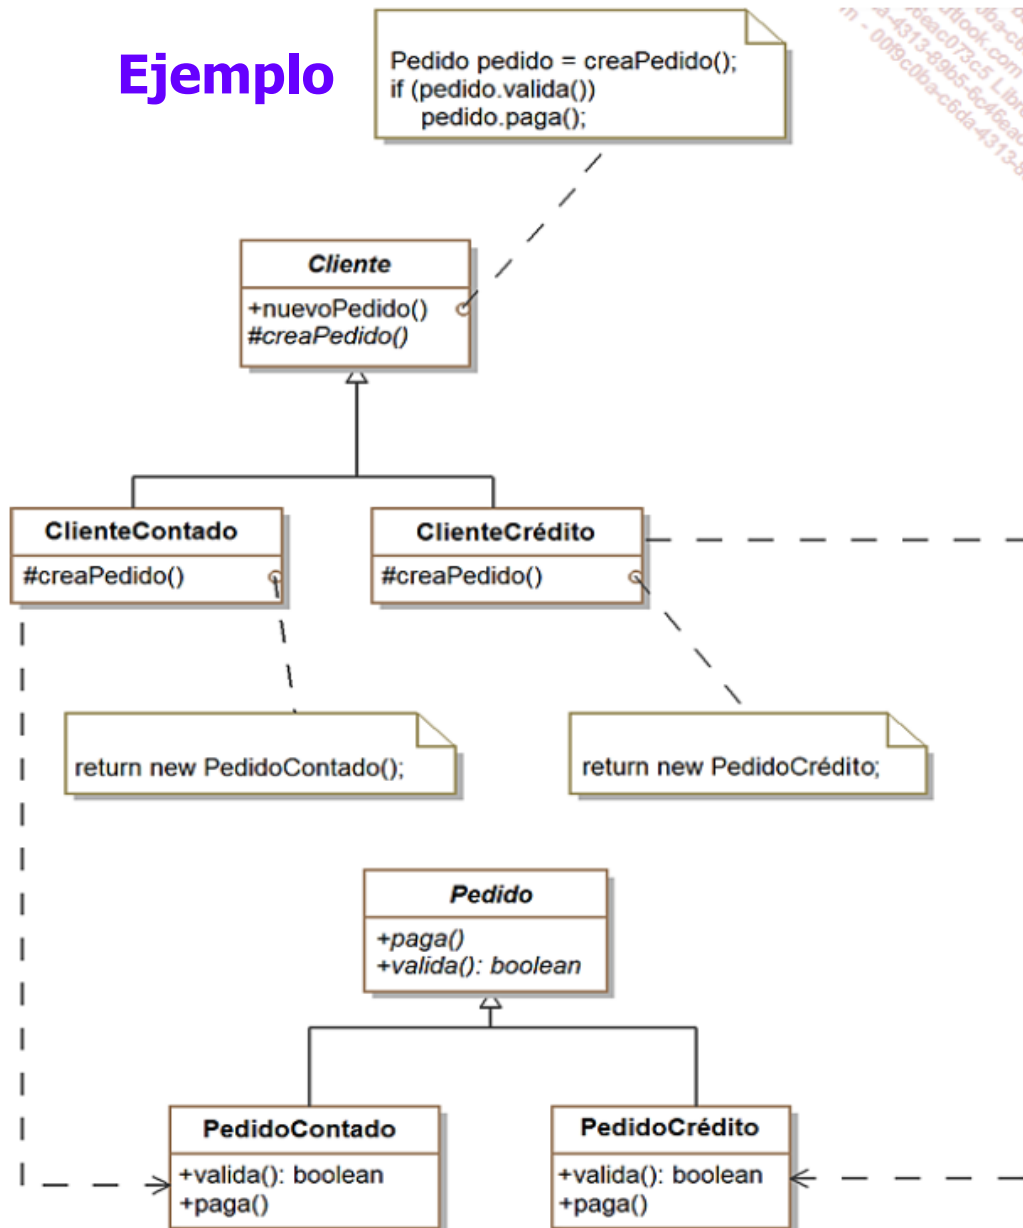 Ejemplo
Pedido pedido = creaPedido();
if (pedido.valida())
pedido.paga();
Cliente
+nuevoPedido()
#creaPedido()
ClienteContado
#creaPedido()
ClienteCrédito
#creaPedido()
return new PedidoContado();
return new PedidoCrédito;
Pedido
+paga()
+valida(): boolean
PedidoContado
+valida(): boolean
+paga()
PedidoCrédito
+valida(): boolean
+paga()